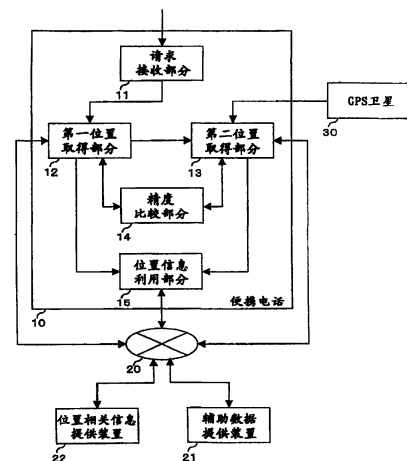 请求
接收部分
11
GPS卫星
30
第一位置
取得部分
12
第二位置
取得部分
13
精度
比较部分
14
位置信息
利用部分
15
便携电话
10
20
位置相关信息
提供装置
22
辅助数据
提供装置
21